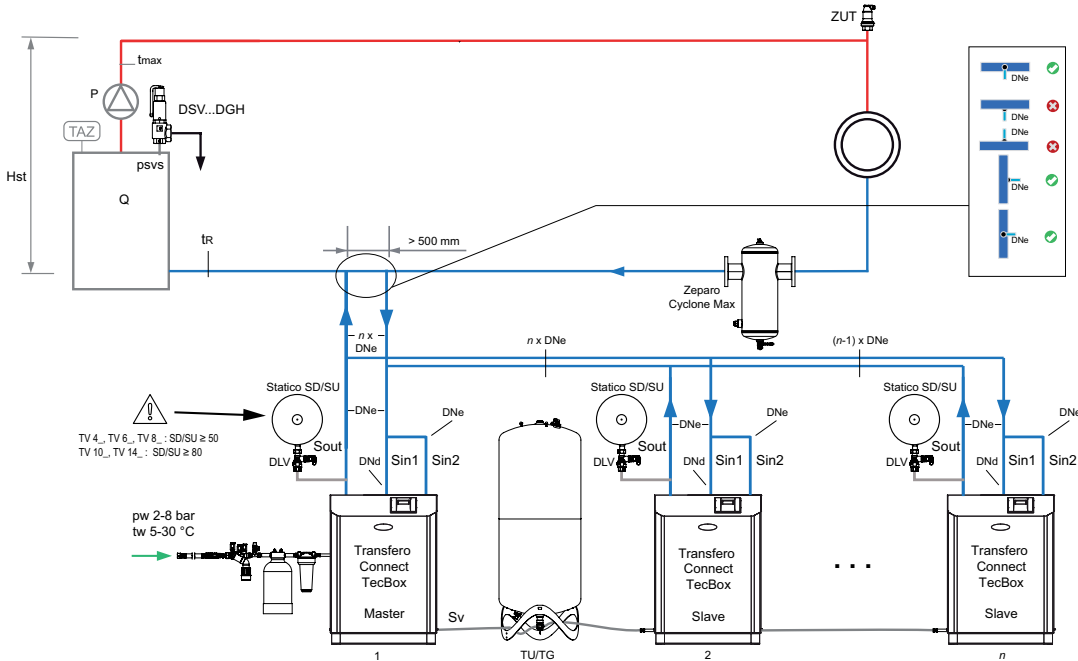 ZUT
tmax
P
DSV...DGH
TAZ
psvs
Hst
Q
tR
> 500 mm
Zeparo
Cyclone Max
DNe
DNe
DNe
DNe
DNe
n x
DNe
n x DNe
(n-1) x DNe
Statico SD/SU
Statico SD/SU
Statico SD/SU
TV 4_, TV 6_, TV 8_ : SD/SU ≥ 50
TV 10_, TV 14_ : SD/SU ≥ 80
DNe
DNe
DNe
DNe
DNe
DNe
Sout
Sin1
Sin2
Sout
Sin1
Sin2
Sout
Sin1
Sin2
DLV
DNd
DLV
DNd
DLV
DNd
pw 2-8 bar
tw 5-30 °C
Transfero
Connect
TecBox
Master
Sv
Transfero
Connect
TecBox
Slave
. . .
Transfero
Connect
TecBox
Slave
1
TU/TG
2
n